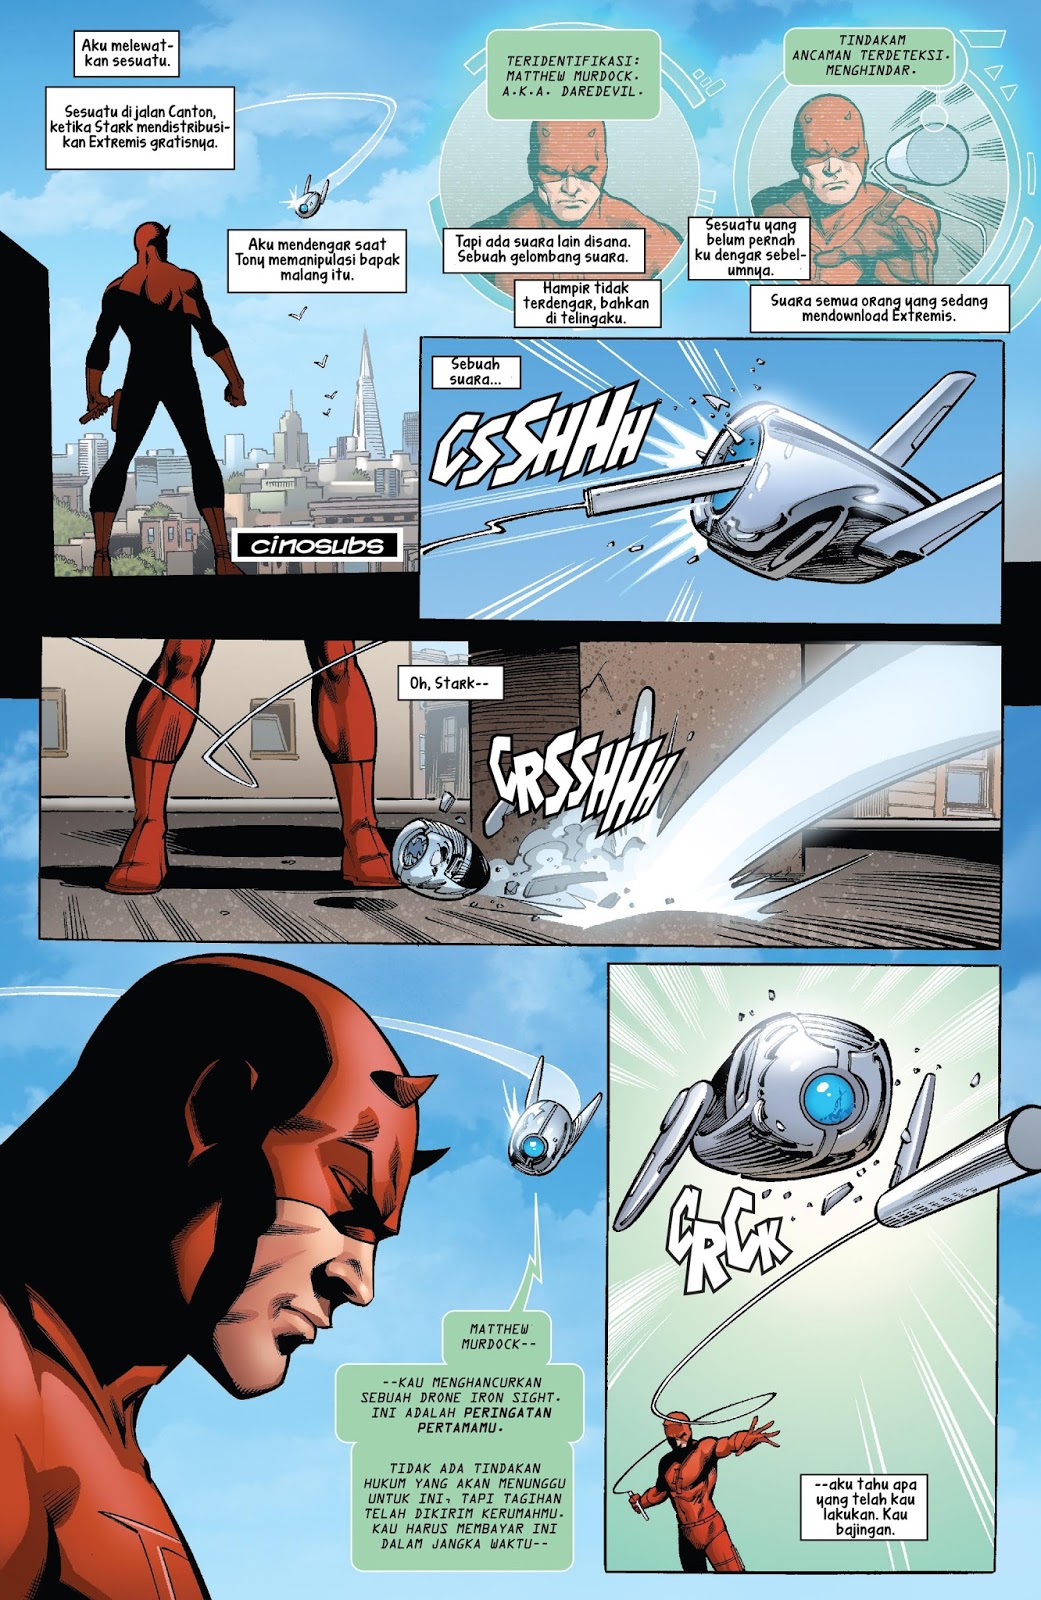 Aku melewat-
kan sesuatu.
Sesuatu di jalan Canton,
ketika Stark mendistribusi-
kan Extremis gratisnya.
Aku mendengar saat
Tony memanipulasi bapak
malang itu.
TERIDENTIFIKASI:
MATTHEW MURDOCK.
A.K.A. DAREDEVIL.
Tapi ada suara lain disana.
Sebuah gelombang suara.
Hampir tidak
terdengar, bahkan
di telingaku.
TINDAKAM
ANCAMAN TERDETEKSI.
MENGHINDAR.
Sesuatu yang
belum pernah
ku dengar sebel-
umnya.
Suara semua orang yang sedang
mendownload Extremis.
cinosubs
Sebuah
suara...
CSSHHH
Oh, Stark--
CRSSHHH
MATTHEW
MURDOCK--
--KAU MENGHANCURKAN
SEBUAH DRONE IRON SIGHT.
INI ADALAH PERINGATAN
PERTAMAMU.
TIDAK ADA TINDAKAN
HUKUM YANG AKAN MENUNGGU
UNTUK INI, TAPI TAGIHAN
TELAH DIKIRIM KERUMAHMU.
KAU HARUS MEMBAYAR INI
DALAM JANGKA WAKTU--
CRCK
--aku tahu apa
yang telah kau
lakukan. Kau
bajingan.